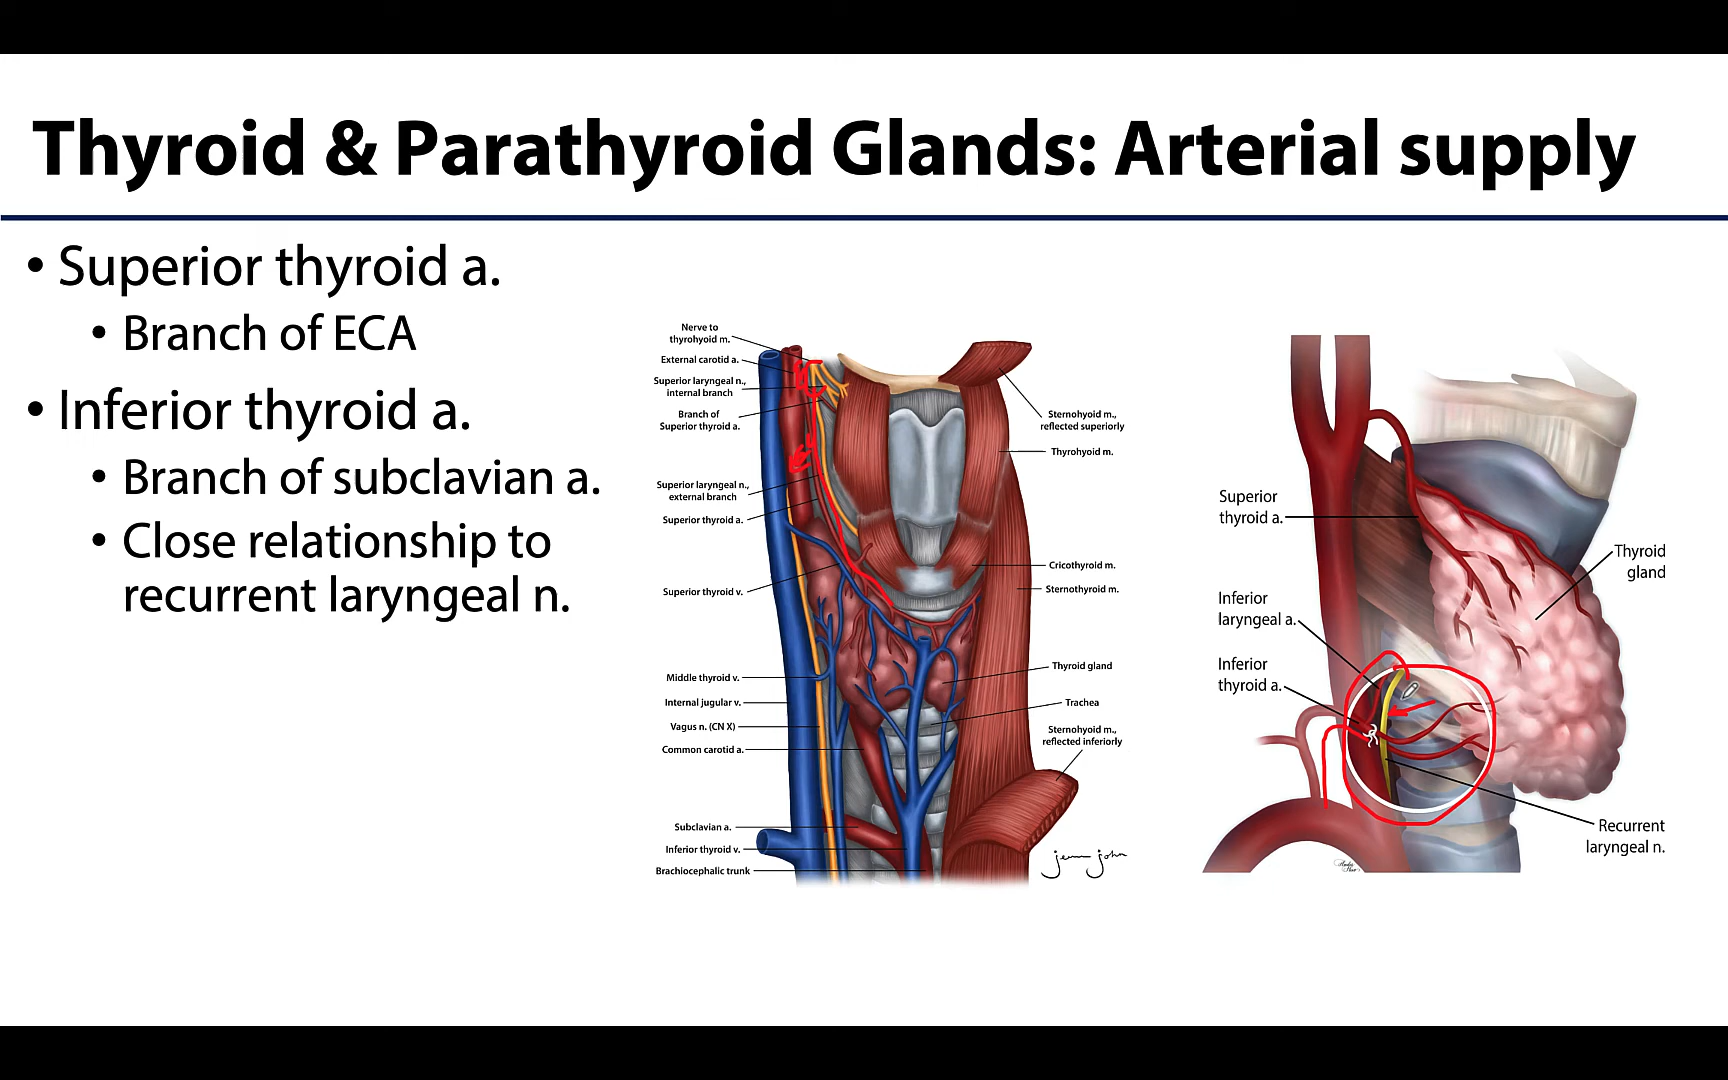 Thyroid & Parathyroid Glands: Arterial supply
• Superior thyroid a.
• Branch of ECA
• Inferior thyroid a.
• Branch of subclavian a.
• Close relationship to
recurrent laryngeal n.
Nerve to
thyrohyoid m.
External carotid a.
Superior laryngeal n.,
internal branch
Branch of
Superior thyroid a.
Superior laryngeal n.,
external branch
Superior thyroid a.
Superior thyroid v.
Middle thyroid v.
Internal jugular v.
Vagus n. (CN X)
Common carotid a.
Subclavian a.
Inferior thyroid v.
Brachiocephalic trunk
Sternohyoid m.,
reflected superiorly
Thyrohyoid m.
Cricothyroid m.
Sternothyroid m.
Thyroid gland
Trachea
Sternohyoid m.,
reflected inferiorly
jenn john
Superior
thyroid a.
Inferior
laryngeal a.
Inferior
thyroid a.
Thyroid
gland
Recurrent
laryngeal n.